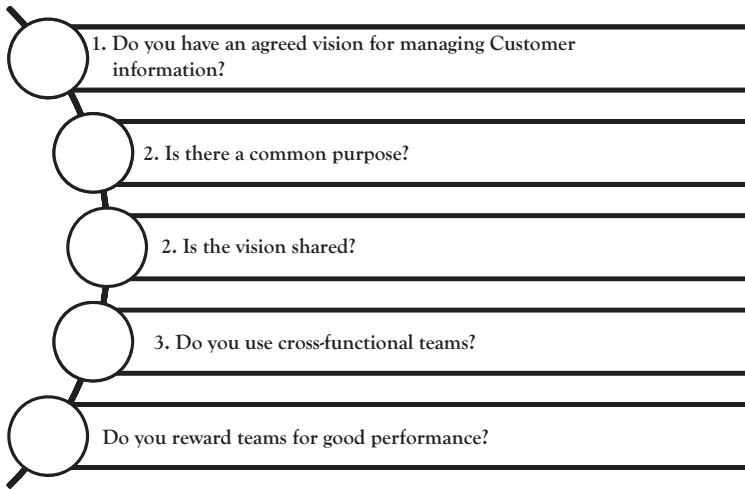 1. Do you have an agreed vision for managing Customer
information?
2. Is there a common purpose?
2. Is the vision shared?
3. Do you use cross-functional teams?
Do you reward teams for good performance?